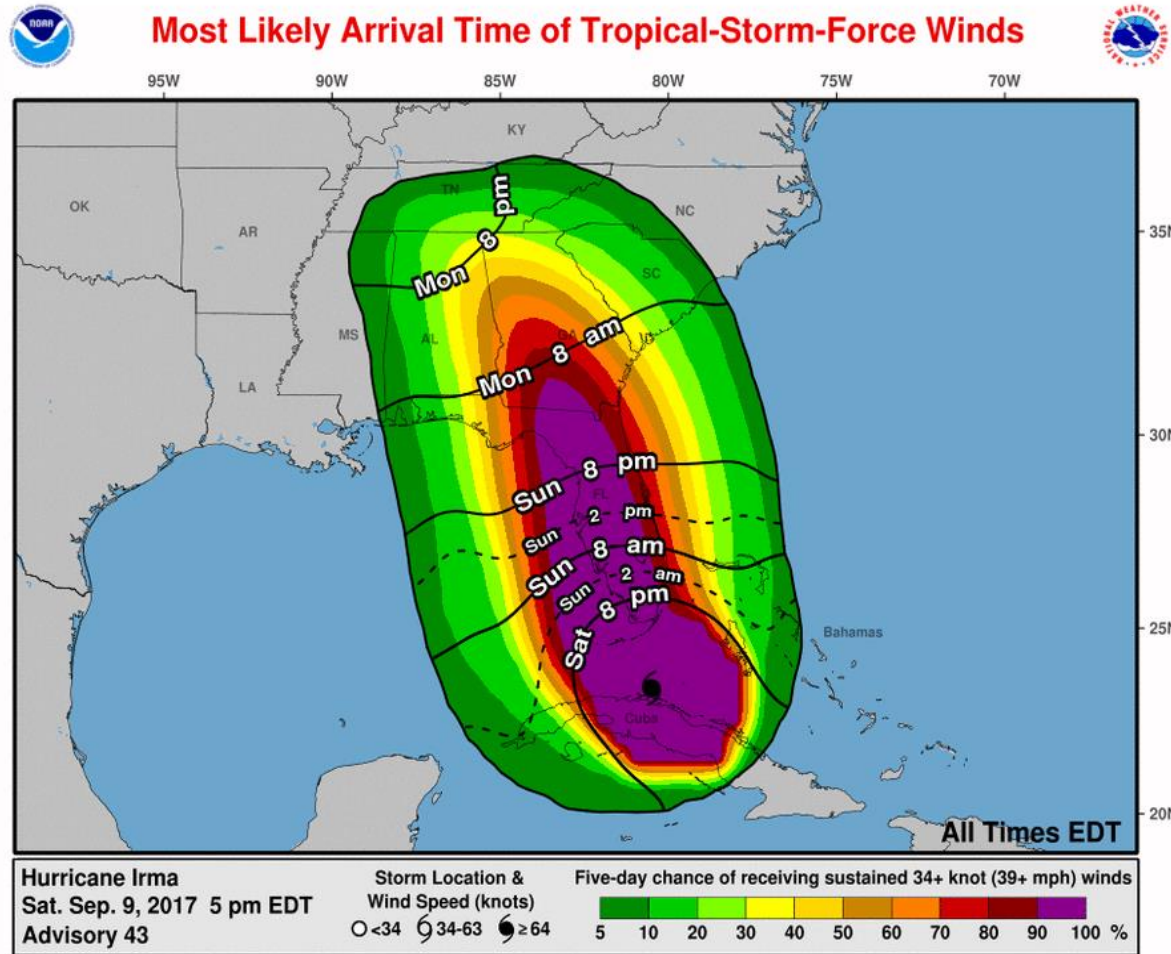 NOAA
Most Likely Arrival Time of Tropical-Storm-Force Winds
NATIONAL WEATHER SERVICE
95W 85W 80W 75W 70W
KY
TN
pm
OK
NC
AR
8
35N
Mon
SC
MS
AL
GA
am
8
Mon
LA
30N
8 pm
Sun
FL
2 pm
Sun
8 am
Sun
2 am
Sun
8 pm
25N
Sat
Bahamas
Cuba
20N
All Times EDT
Hurricane Irma
Sat. Sep. 9, 2017 5 pm EDT
Advisory 43
Storm Location &
Wind Speed (knots)
<34 34-63 ≥ 64
Five-day chance of receiving sustained 34+ knot (39+ mph) winds
5 10 20 30 40 50 60 70 80 90 100 %